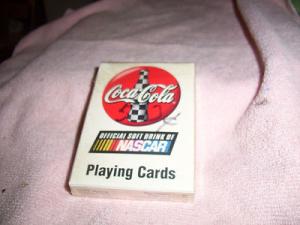 Coca-Cola
OFFICIAL SOFT DRINK OF
NASCAR
Playing Cards